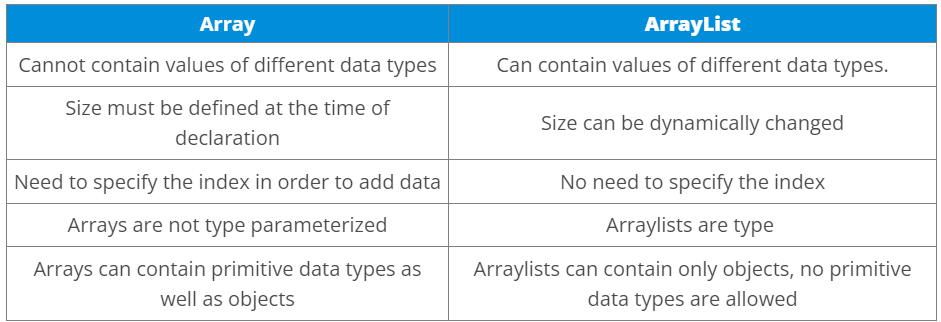 Array
ArrayList
Cannot contain values of different data types
Can contain values of different data types.
Size must be defined at the time of
declaration
Size can be dynamically changed
Need to specify the index in order to add data
No need to specify the index
Arrays are not type parameterized
Arraylists are type
Arrays can contain primitive data types as
well as objects
Arraylists can contain only objects, no primitive
data types are allowed